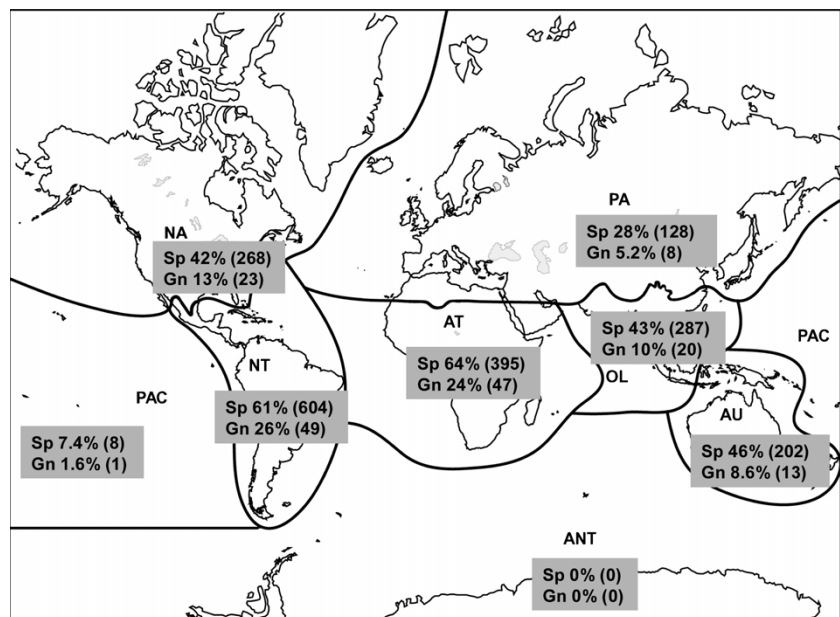 NA
Sp 42% (268)
Gn 13% (23)
PA
Sp 28% (128)
Gn 5.2% (8)
AT
Sp 64% (395)
Gn 24% (47)
Sp 43% (287)
Gn 10% (20)
OL
PAC
NT
Sp 61% (604)
Gn 26% (49)
PAC
Sp 7.4% (8)
Gn 1.6% (1)
AU
Sp 46% (202)
Gn 8.6% (13)
ANT
Sp 0% (0)
Gn 0% (0)